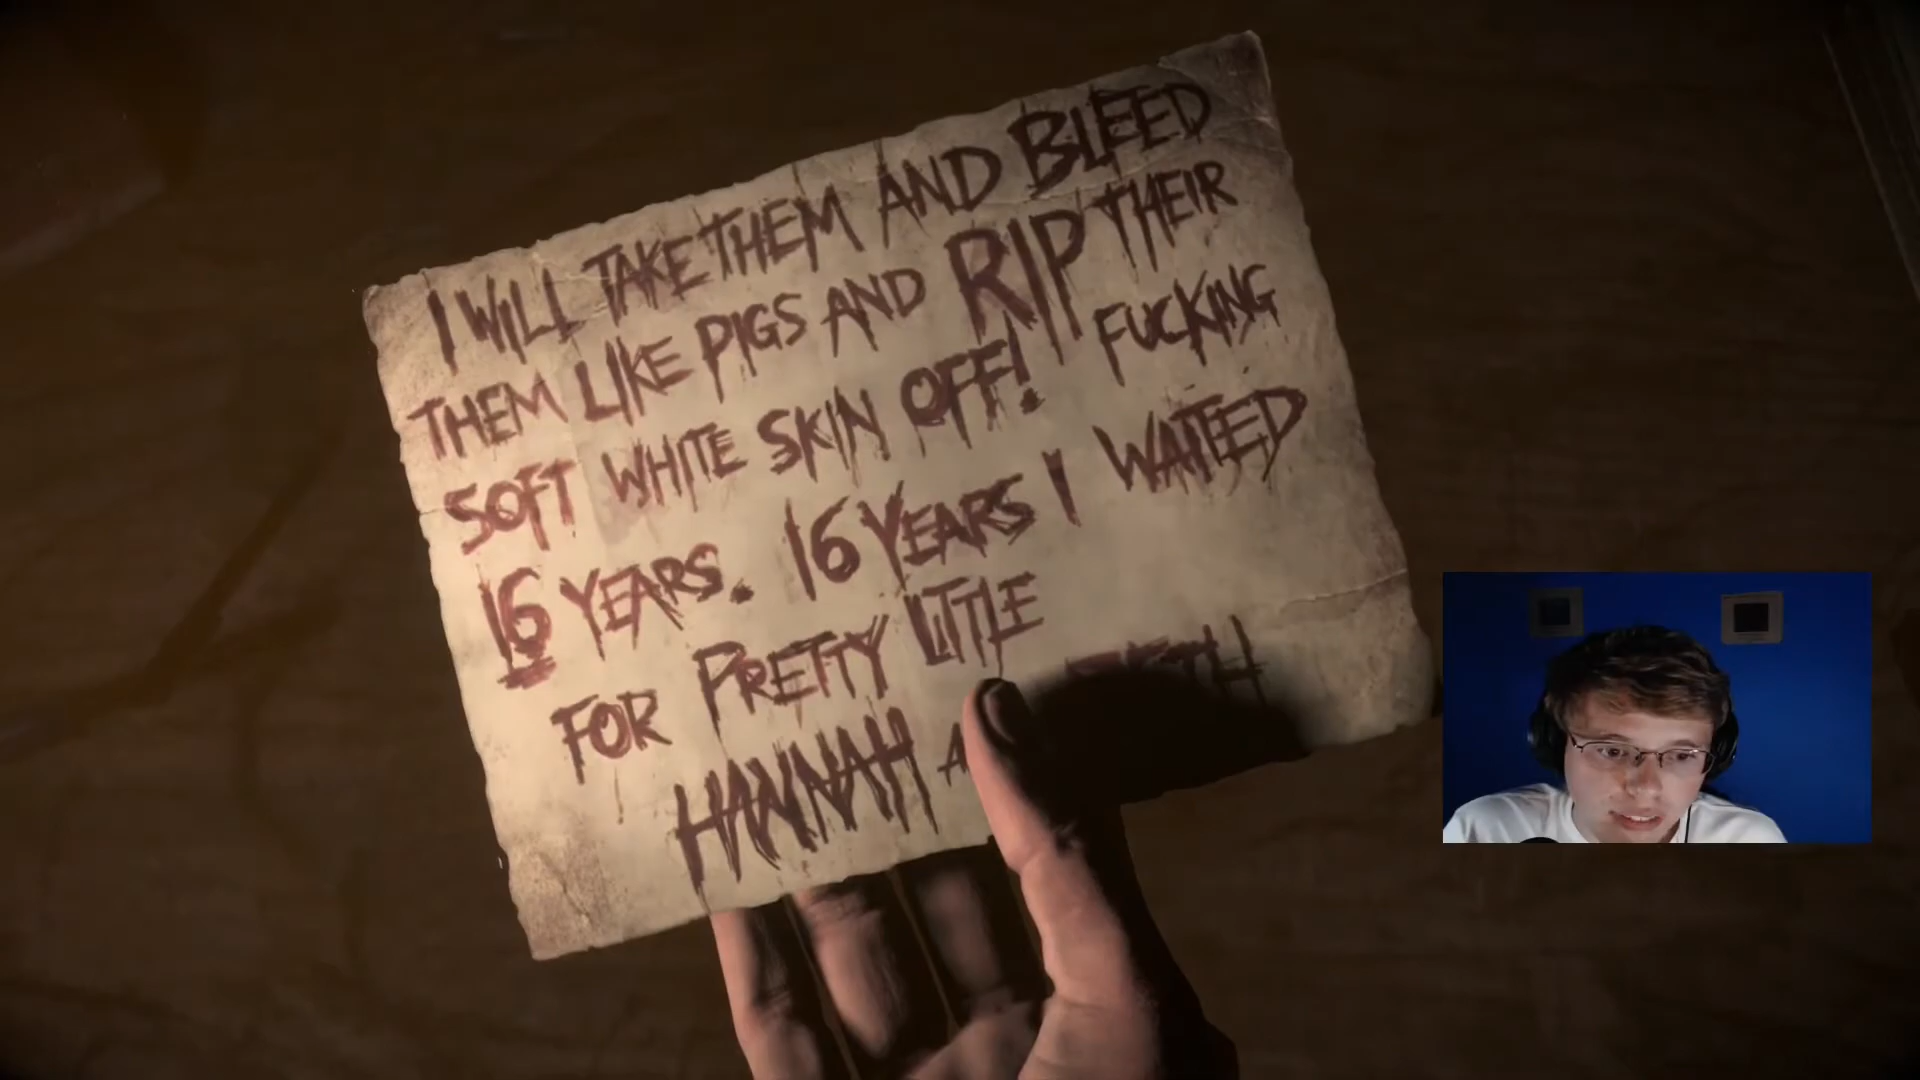 I WILL TAKE THEM AND BLEED
THEM LIKE PIGS AND RIP THEIR
SOFT WHITE SKIN OFF! FUCKING
16 YEARS. 16 YEARS I WAITED
FOR PRETTY LITTLE
HANNAH